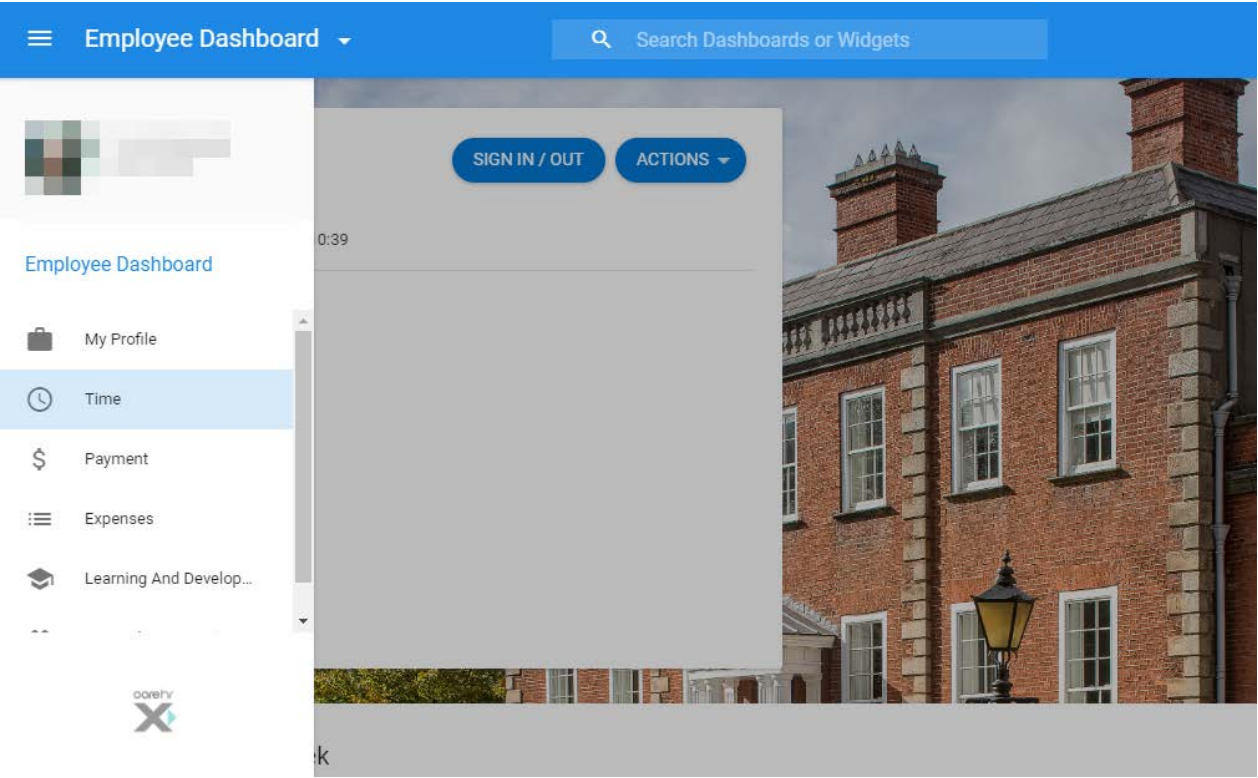 Employee Dashboard
Search Dashboards or Widgets
SIGN IN / OUT
ACTIONS
0:39
Employee Dashboard
My Profile
Time
Payment
Expenses
Learning And Develop...
corehr
ek